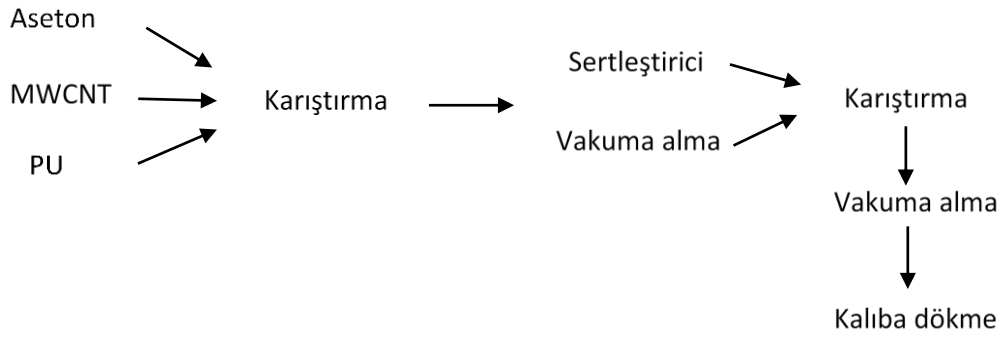 Aseton
MWCNT
PU
Karıştırma
Sertleştirici
Vakuma alma
Karıştırma
Vakuma alma
Kalıba dökme